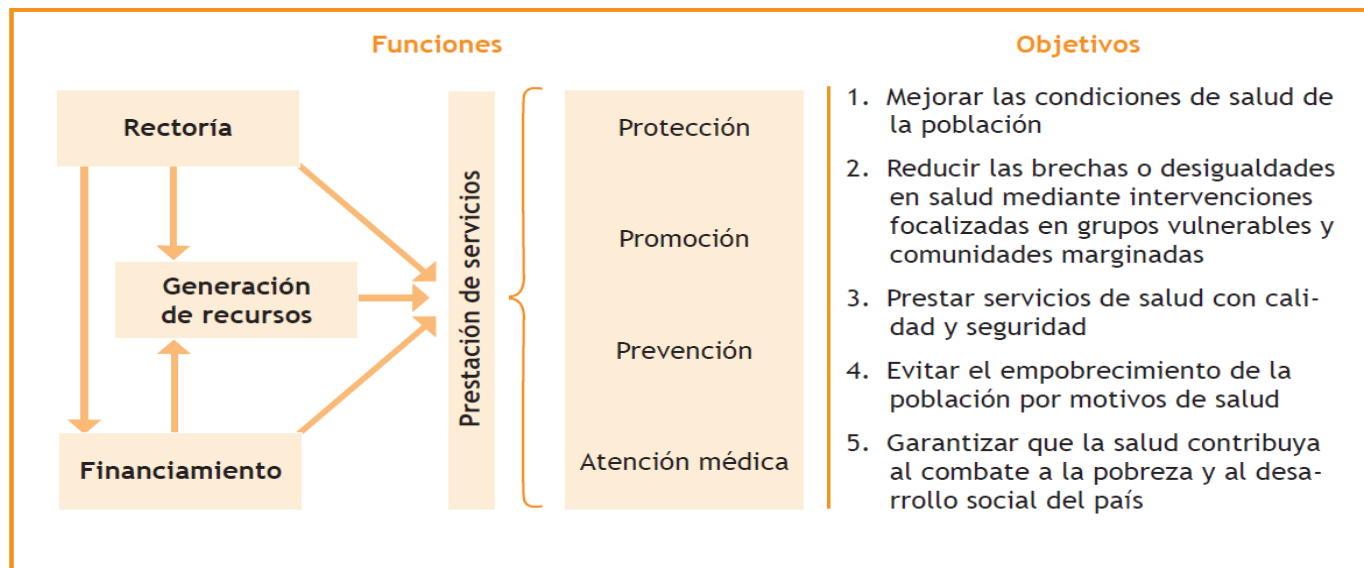 Funciones
Rectoría
Generación
de recursos
Financiamiento
Prestación de servicios
Protección
Promoción
Prevención
Atención médica
Objetivos
1. Mejorar las condiciones de salud de
la población
2. Reducir las brechas o desigualdades
en salud mediante intervenciones
focalizadas en grupos vulnerables y
comunidades marginadas
3. Prestar servicios de salud con cali-
dad y seguridad
4. Evitar el empobrecimiento de la
población por motivos de salud
5. Garantizar que la salud contribuya
al combate a la pobreza y al desa-
rrollo social del país